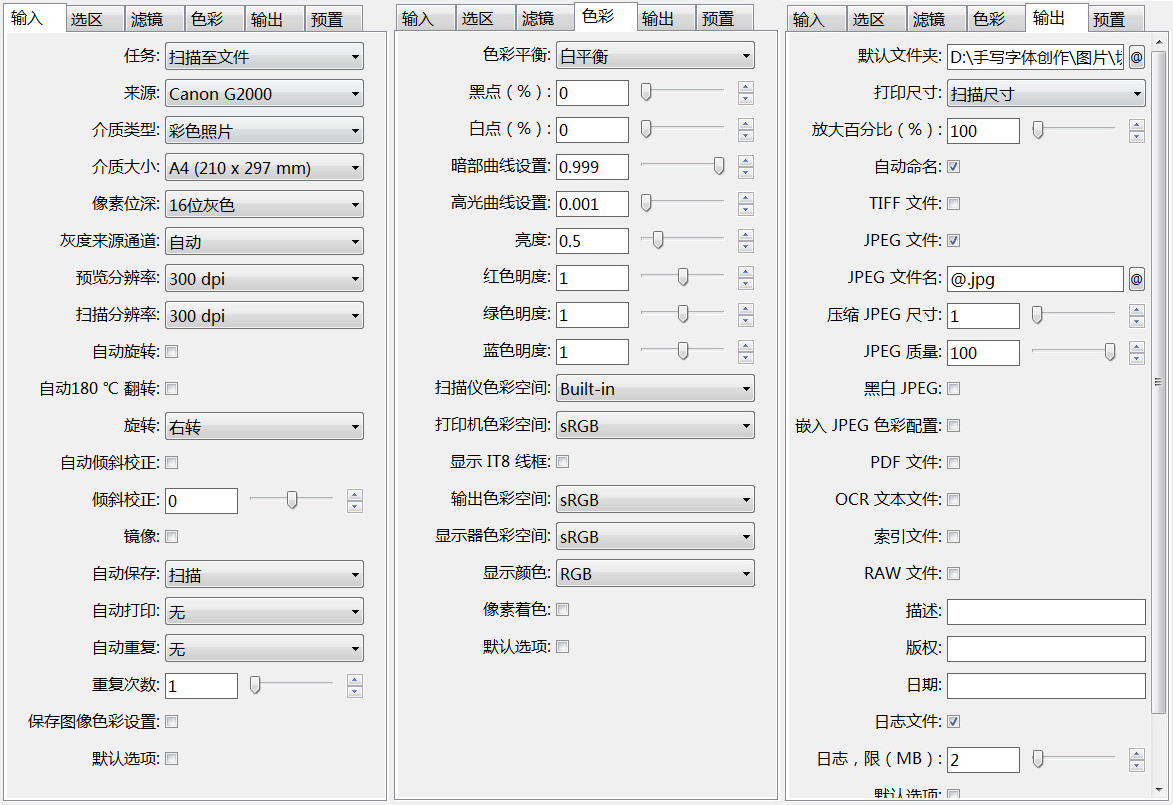 输入 选区 滤镜 色彩 输出 预置
任务: 扫描至文件
来源: Canon G2000
介质类型: 彩色照片
介质大小: A4 (210 x 297 mm)
像素位深: 16位灰色
灰度来源通道: 自动
预览分辨率: 300 dpi
扫描分辨率: 300 dpi
自动旋转:
自动180 ℃ 翻转:
旋转: 右转
自动倾斜校正:
倾斜校正: 0
镜像:
自动保存: 扫描
自动打印: 无
自动重复: 无
重复次数: 1
保存图像色彩设置:
默认选项:
输入 选区 滤镜 色彩 输出 预置
色彩平衡: 白平衡
黑点（%）: 0
白点（%）: 0
暗部曲线设置: 0.999
高光曲线设置: 0.001
亮度: 0.5
红色明度: 1
绿色明度: 1
蓝色明度: 1
扫描仪色彩空间: Built-in
打印机色彩空间: sRGB
显示 IT8 线框:
输出色彩空间: sRGB
显示器色彩空间: sRGB
显示颜色: RGB
像素着色:
默认选项:
输入 选区 滤镜 色彩 输出 预置
默认文件夹: D:\手写字体创作\图片\ @
打印尺寸: 扫描尺寸
放大百分比（%）: 100
自动命名:
TIFF 文件:
JPEG 文件:
JPEG 文件名: @.jpg @
压缩 JPEG 尺寸: 1
JPEG 质量: 100
黑白 JPEG:
嵌入 JPEG 色彩配置:
PDF 文件:
OCR 文本文件:
索引文件:
RAW 文件:
描述:
版权:
日期:
日志文件:
日志，限（MB）: 2
默认选项: